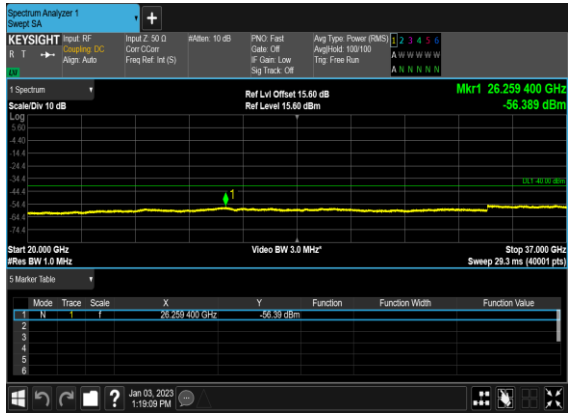 Spectrum Analyzer 1
Swept SA
+
KEYSIGHT Input: RF Input Z: 50 Ω #Atten: 10 dB PNO: Fast Avg Type: Power (RMS) 1 2 3 4 5 6
R T Coupling: DC Corr CCorr Gate: Off Avg|Hold: 100/100 A W W W W W
Align: Auto Freq Ref: Int (S) IF Gain: Low Trig: Free Run
Sig Track: Off A N N N N N
1 Spectrum
Scale/Div 10 dB
Ref Lvl Offset 15.60 dB
Ref Level 15.60 dBm
Mkr1 26.259 400 GHz
-56.389 dBm
Log
5.60
-4.40
-14.4
-24.4
-34.4
-44.4
-54.4
-64.4
-74.4
1
Start 20.000 GHz Video BW 3.0 MHz* Stop 37.000 GHz
#Res BW 1.0 MHz Sweep 29.3 ms (40001 pts)
5 Marker Table
Mode Trace Scale X Y Function Function Width Function Value
1 N 1 f 26.259 400 GHz -56.39 dBm
2
3
4
5
6
?
Jan 03, 2023
1:19:09 PM